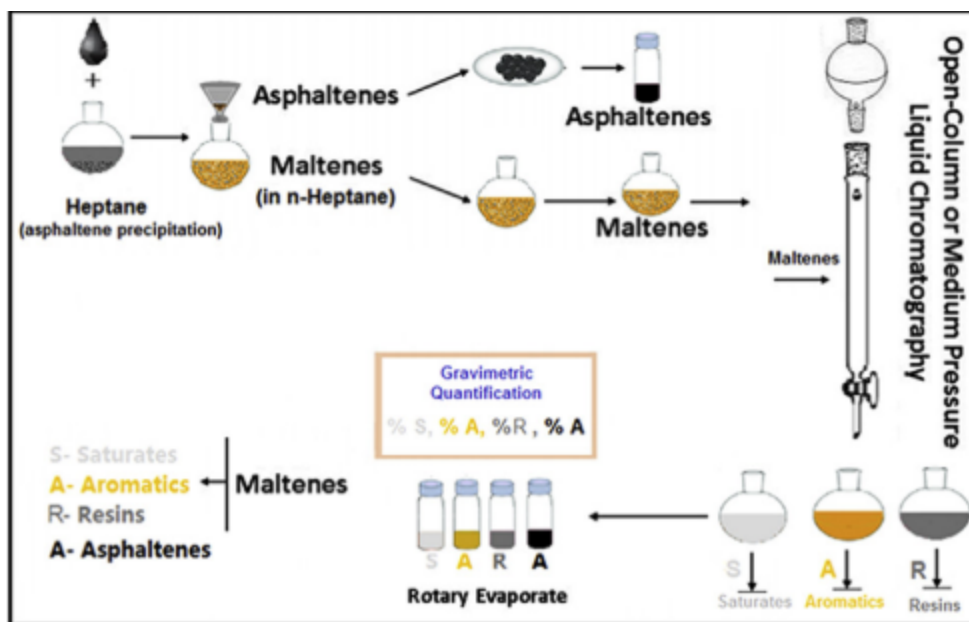 +
Heptane
(asphaltene precipitation)
Asphaltenes
Maltenes
(in n-Heptane)
Asphaltenes
Maltenes
Maltenes
Open-Column or Medium Pressure
Liquid Chromatography
Gravimetric
Quantification
% S, % A, %R , % A
S- Saturates
A- Aromatics
R- Resins
A- Asphaltenes
Maltenes
S A R A
Rotary Evaporate
S A R
Saturates Aromatics Resins